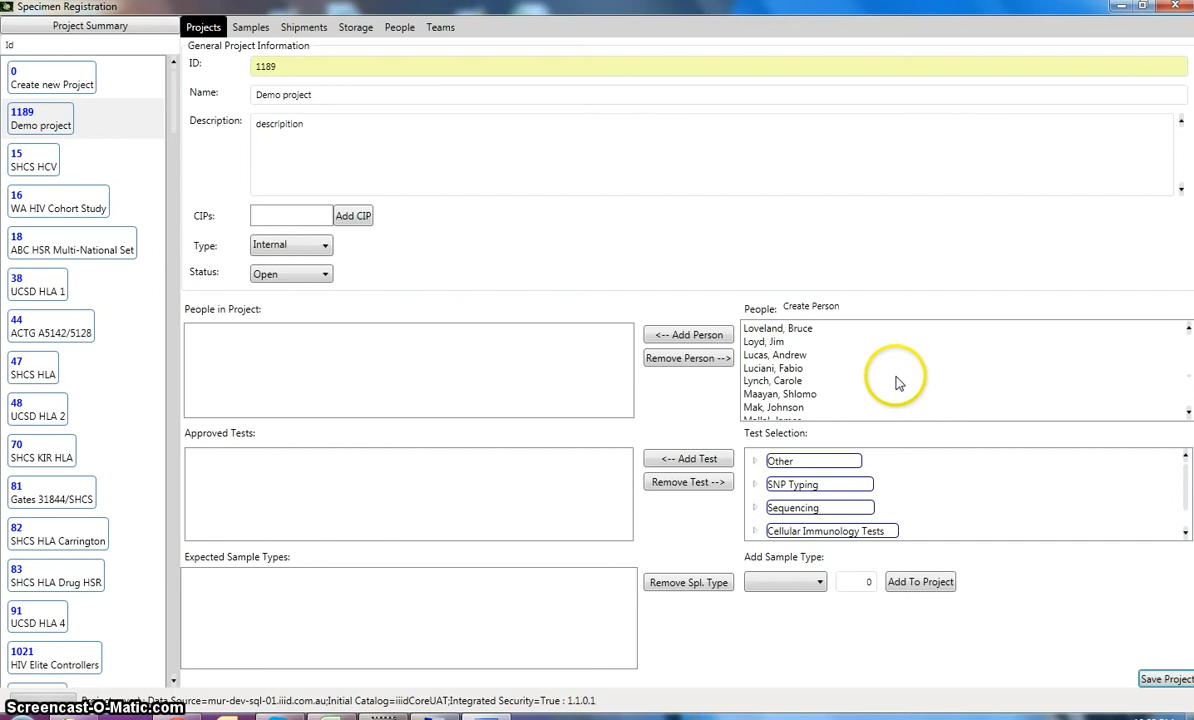 Specimen Registration
Project Summary
Id
0
Create new Project
1189
Demo project
15
SHCS HCV
16
WA HIV Cohort Study
18
ABC HSR Multi-National Set
38
UCSD HLA 1
44
ACTG A5142/5128
47
SHCS HLA
48
UCSD HLA 2
70
SHCS KIR HLA
81
Gates 31844/SHCS
82
SHCS HLA Carrington
83
SHCS HLA Drug HSR
91
UCSD HLA 4
1021
HIV Elite Controllers
Projects Samples Shipments Storage People Teams
General Project Information
ID: 1189
Name: Demo project
Description: descripition
CIPs: Add CIP
Type: Internal
Status: Open
People in Project:
<-- Add Person
Remove Person -->
People: Create Person
Loveland, Bruce
Loyd, Jim
Lucas, Andrew
Luciani, Fabio
Lynch, Carole
Maayan, Shlomo
Mak, Johnson
Approved Tests:
<-- Add Test
Remove Test -->
Test Selection:
Other
SNP Typing
Sequencing
Cellular Immunology Tests
Expected Sample Types:
Remove Spl. Type
Add Sample Type:
0 Add To Project
Save Project
Data Source=mur-dev-sql-01.iiid.com.au;Initial Catalog=iiidCoreUAT;Integrated Security=True : 1.1.0.1
Screencast-O-Matic.com